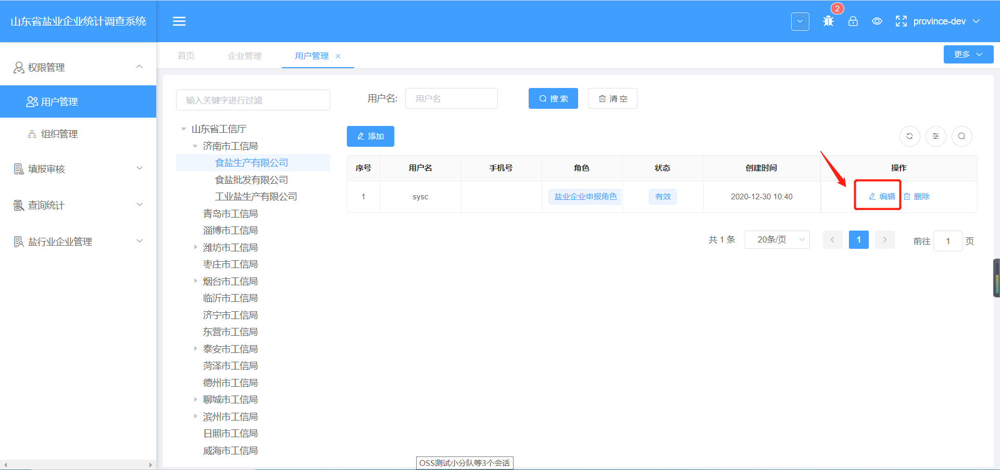 山东省盐业企业统计调查系统
2
province-dev
首页 企业管理 用户管理
更多
权限管理
用户管理
组织管理
填报审核
查询统计
盐行业企业管理
输入关键字进行过滤
用户名: 用户名 搜 索 清 空
山东省工信厅
济南市工信局
食盐生产有限公司
食盐批发有限公司
工业盐生产有限公司
青岛市工信局
淄博市工信局
潍坊市工信局
枣庄市工信局
烟台市工信局
临沂市工信局
济宁市工信局
东营市工信局
泰安市工信局
菏泽市工信局
德州市工信局
聊城市工信局
滨州市工信局
日照市工信局
威海市工信局
添加
序号 用户名 手机号 角色 状态 创建时间 操作
1 sysc 盐业企业申报角色 有效 2020-12-30 10:40 编辑 删除
共 1 条 20条/页 1 前往 1 页
OSS测试小分队等3个会话